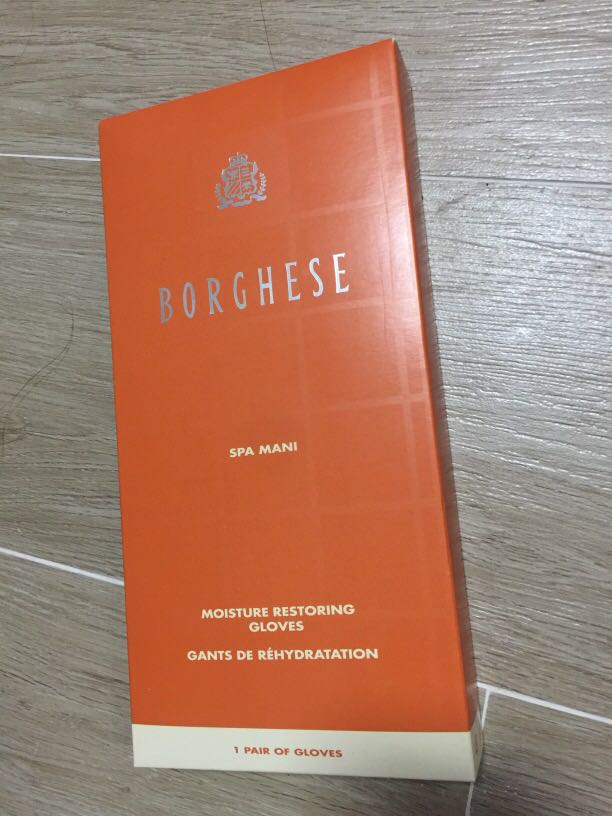 BORGHESE
SPA MANI
MOISTURE RESTORING
GLOVES
GANTS DE RÉHYDRATATION
1 PAIR OF GLOVES